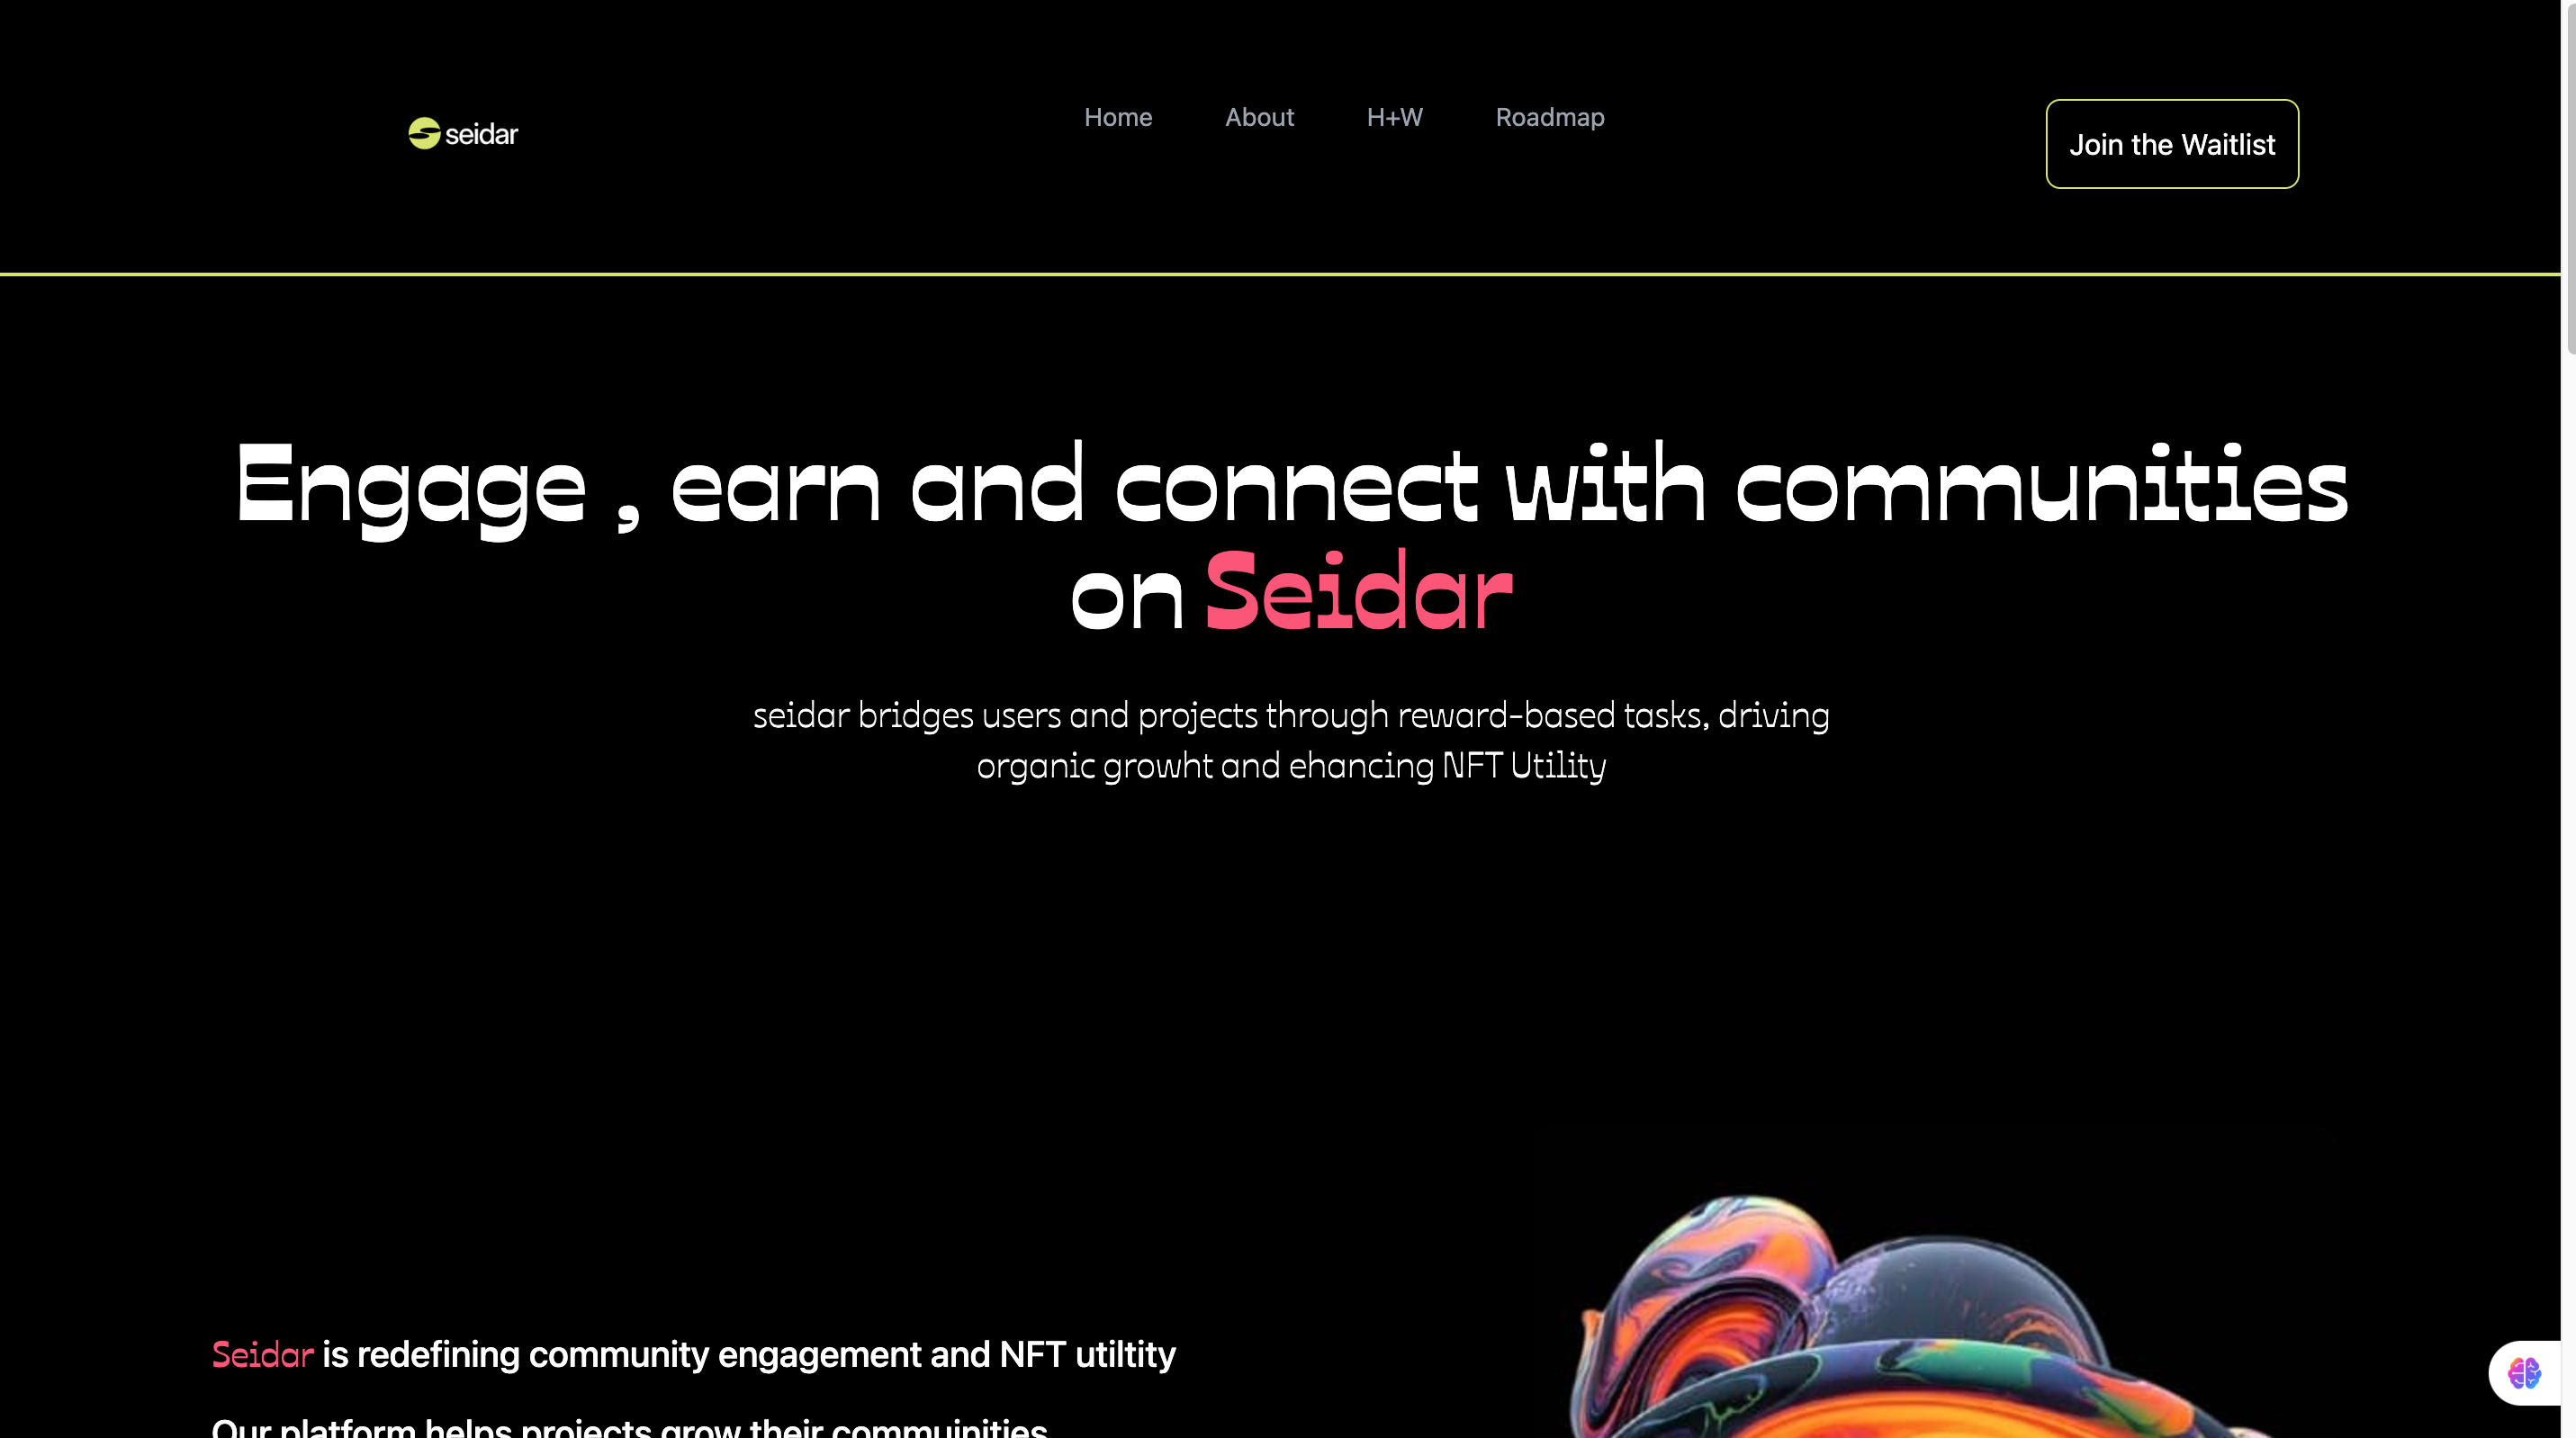 seidar
Home About H+W Roadmap
Join the Waitlist
Engage , earn and connect with communities
on Seidar
seidar bridges users and projects through reward-based tasks, driving
organic growht and ehancing NFT Utility
Seidar is redefining community engagement and NFT utiltity
Our platform helps projects grow their commuinities